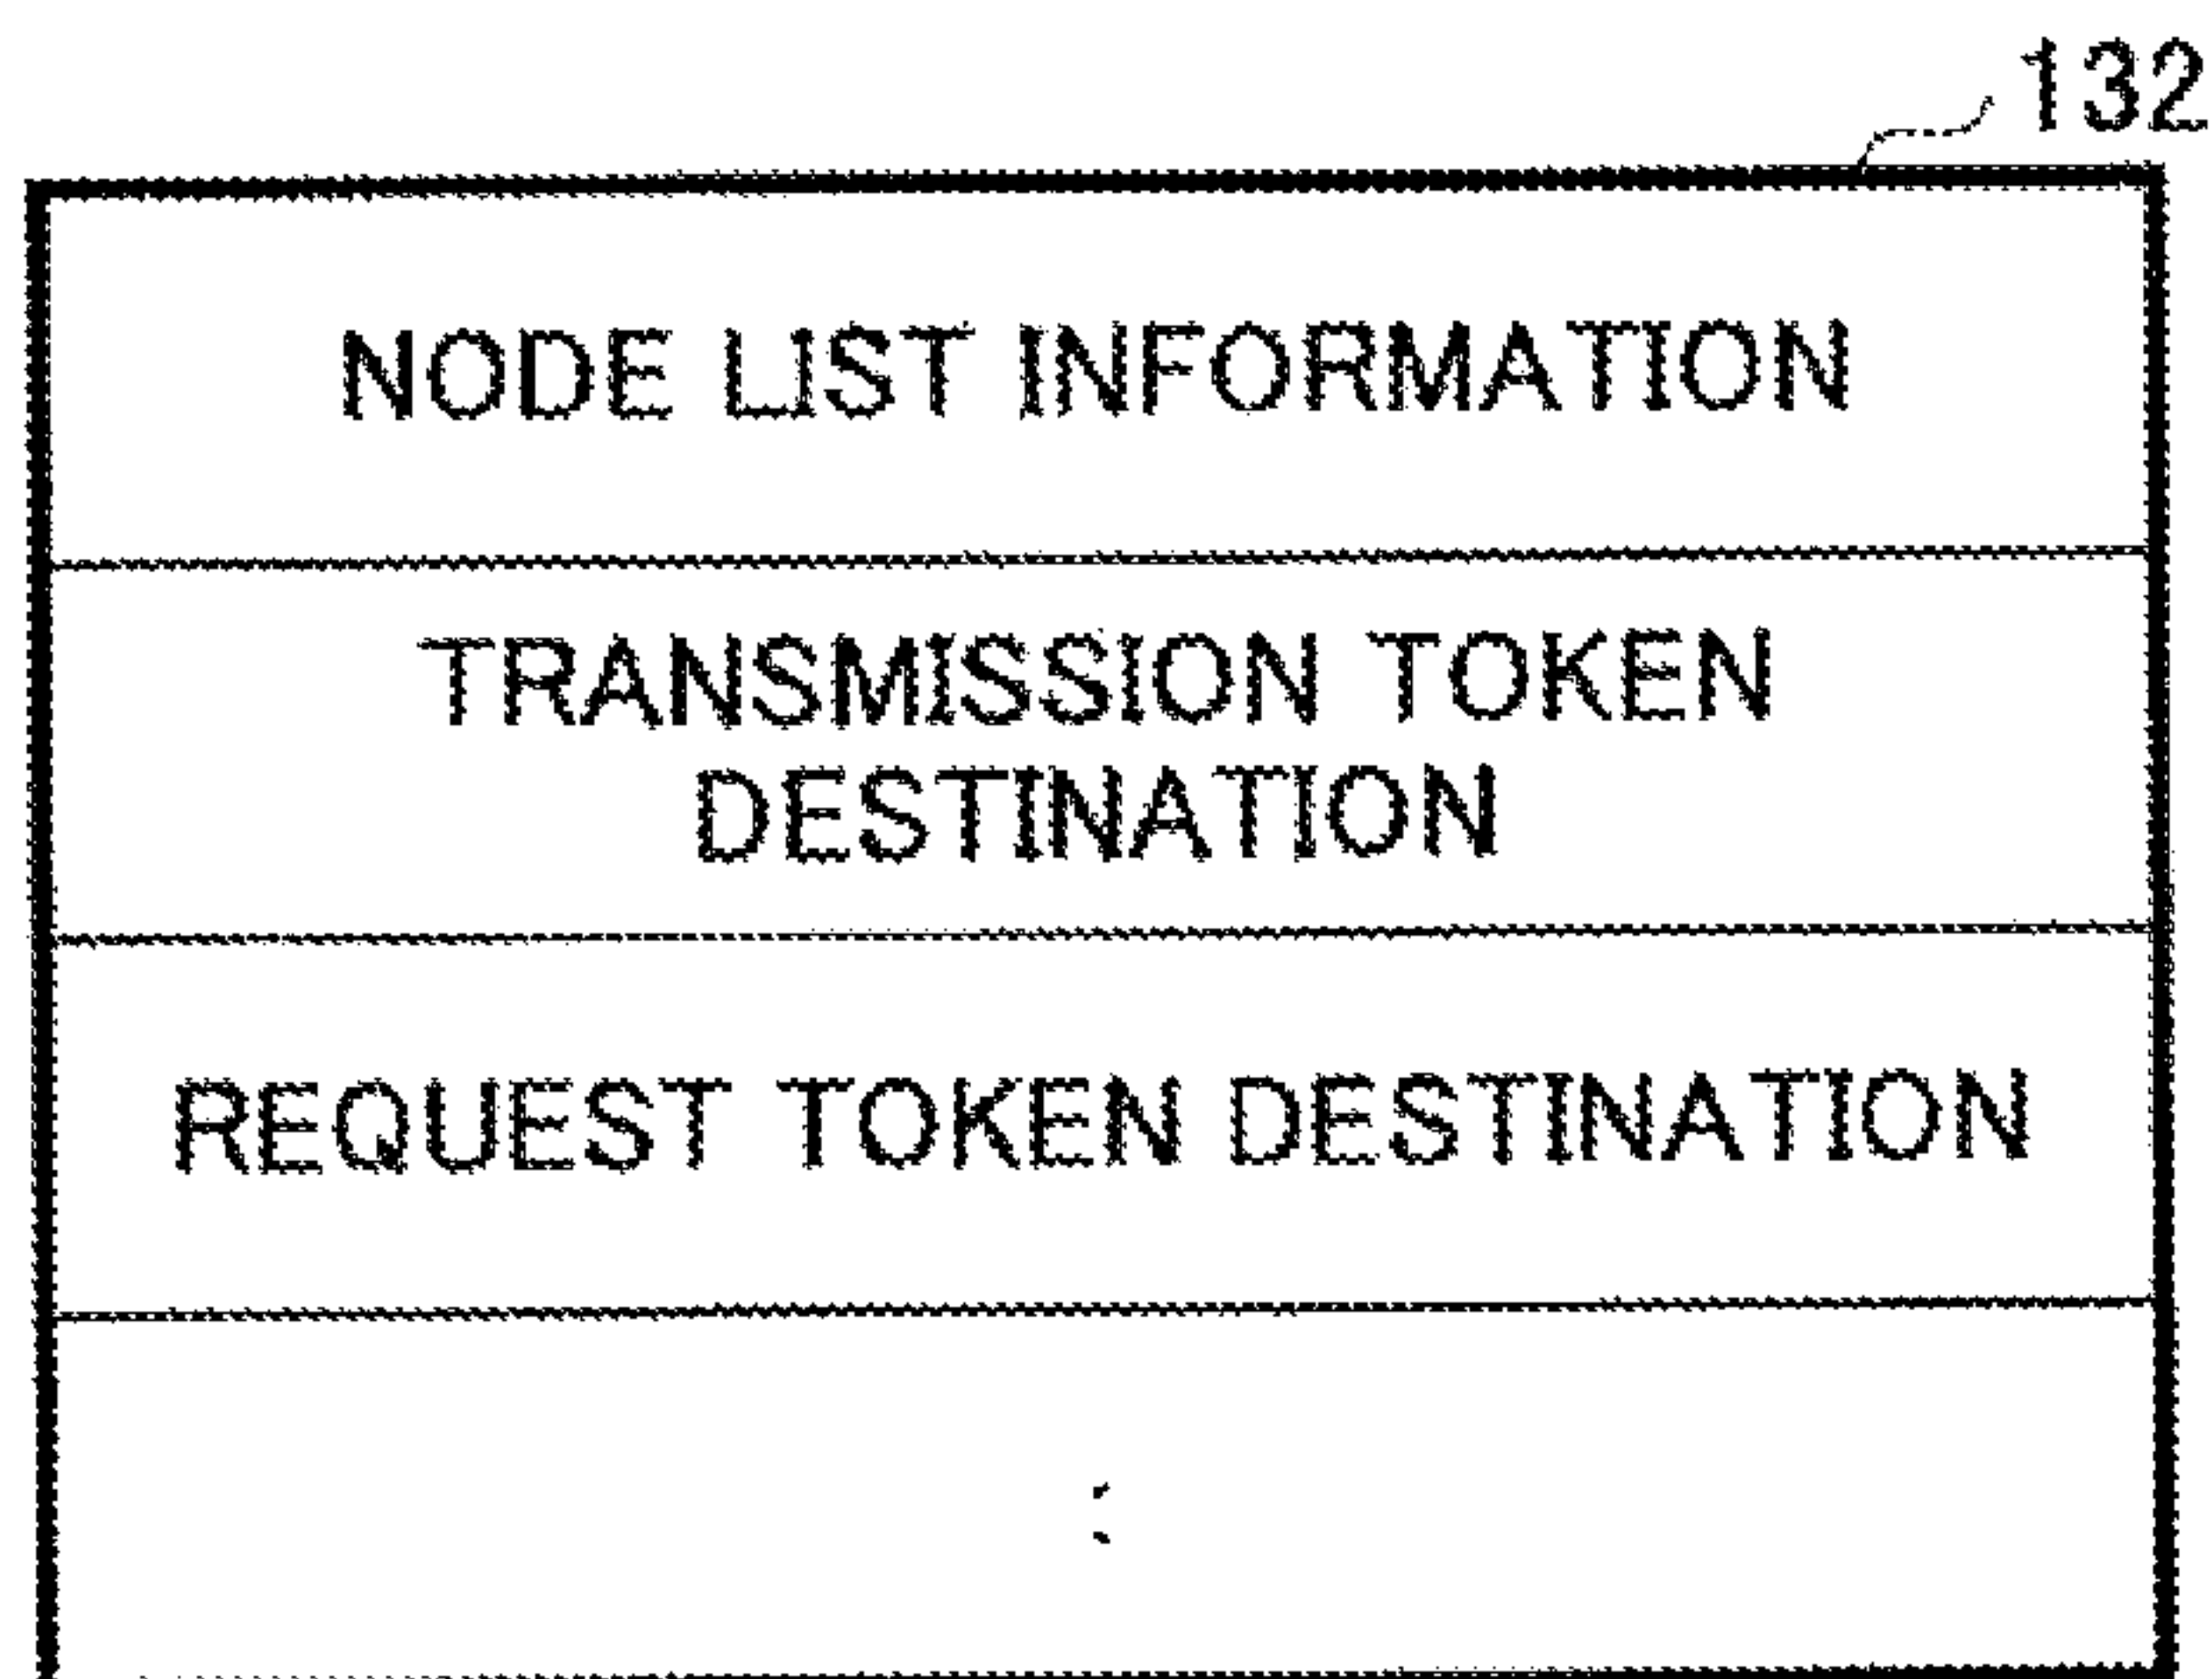 132
NODE LIST INFORMATION
TRANSMISSION TOKEN
DESTINATION
REQUEST TOKEN DESTINATION
: